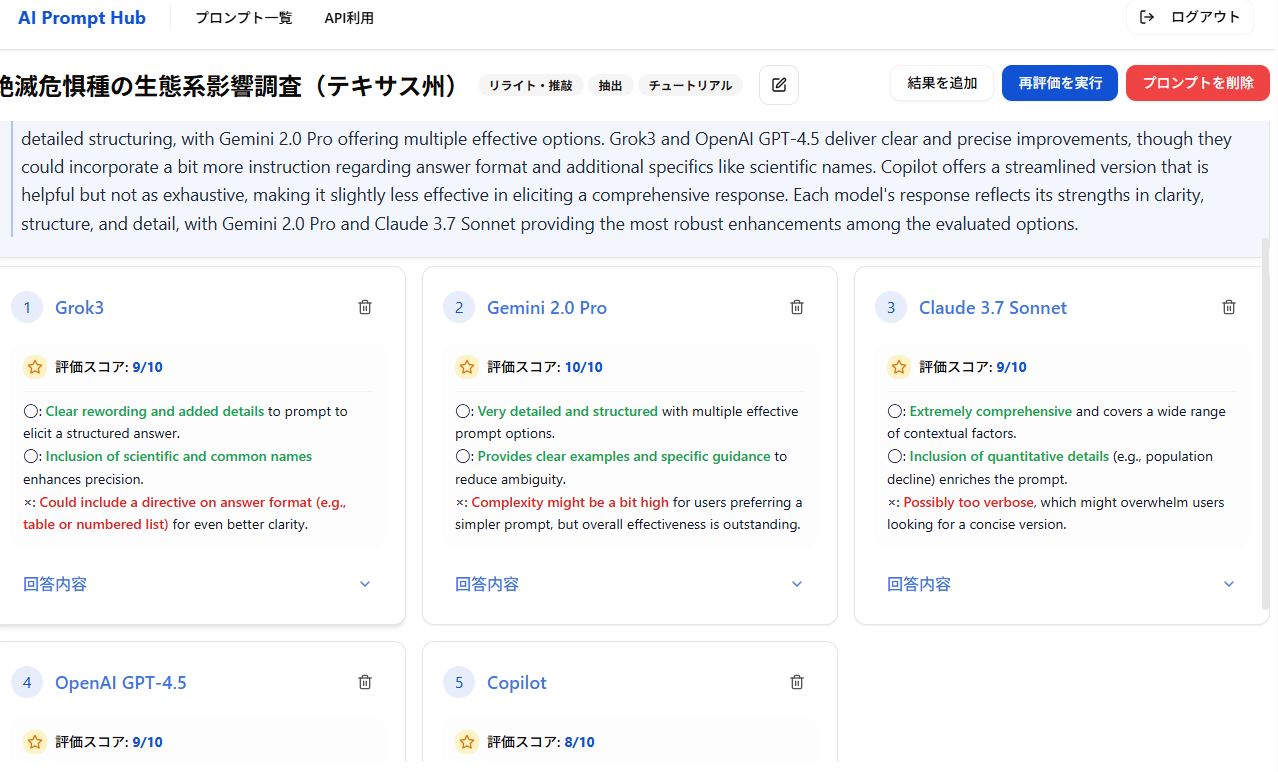 AI Prompt Hub
プロンプト一覧
API利用
ログアウト
絶滅危惧種の生態系影響調査（テキサス州）
リライト・推敲
抽出
チュートリアル
結果を追加
再評価を実行
プロンプトを削除
detailed structuring, with Gemini 2.0 Pro offering multiple effective options. Grok3 and OpenAI GPT-4.5 deliver clear and precise improvements, though they
could incorporate a bit more instruction regarding answer format and additional specifics like scientific names. Copilot offers a streamlined version that is
helpful but not as exhaustive, making it slightly less effective in eliciting a comprehensive response. Each model's response reflects its strengths in clarity,
structure, and detail, with Gemini 2.0 Pro and Claude 3.7 Sonnet providing the most robust enhancements among the evaluated options.
1 Grok3
評価スコア: 9/10
◯: Clear rewording and added details to prompt to
elicit a structured answer.
◯: Inclusion of scientific and common names
enhances precision.
×: Could include a directive on answer format (e.g.,
table or numbered list) for even better clarity.
回答内容
2 Gemini 2.0 Pro
評価スコア: 10/10
◯: Very detailed and structured with multiple effective
prompt options.
◯: Provides clear examples and specific guidance to
reduce ambiguity.
×: Complexity might be a bit high for users preferring a
simpler prompt, but overall effectiveness is outstanding.
回答内容
3 Claude 3.7 Sonnet
評価スコア: 9/10
◯: Extremely comprehensive and covers a wide range
of contextual factors.
◯: Inclusion of quantitative details (e.g., population
decline) enriches the prompt.
×: Possibly too verbose, which might overwhelm users
looking for a concise version.
回答内容
4 OpenAI GPT-4.5
評価スコア: 9/10
5 Copilot
評価スコア: 8/10